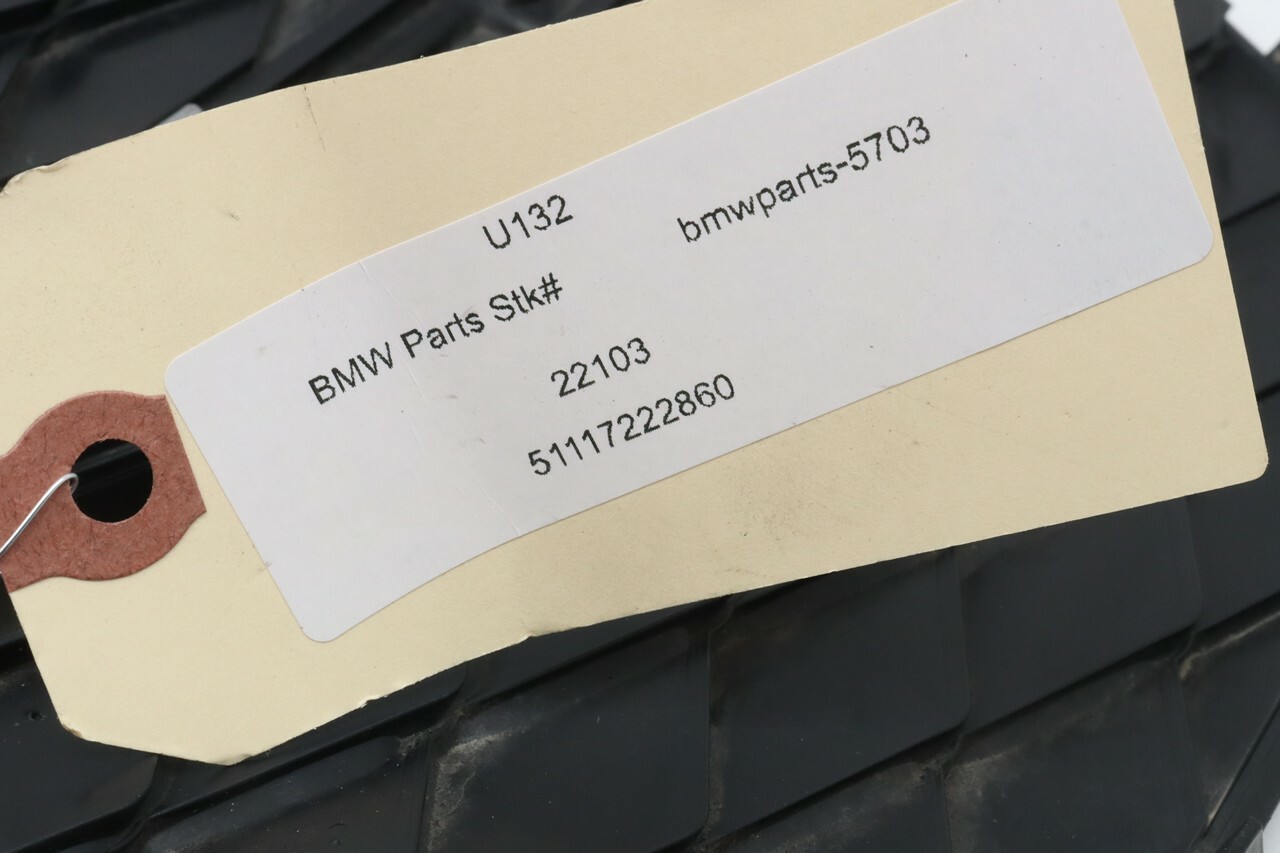 U132
bmwparts-5703
BMW Parts Stk#
22103
51117222860